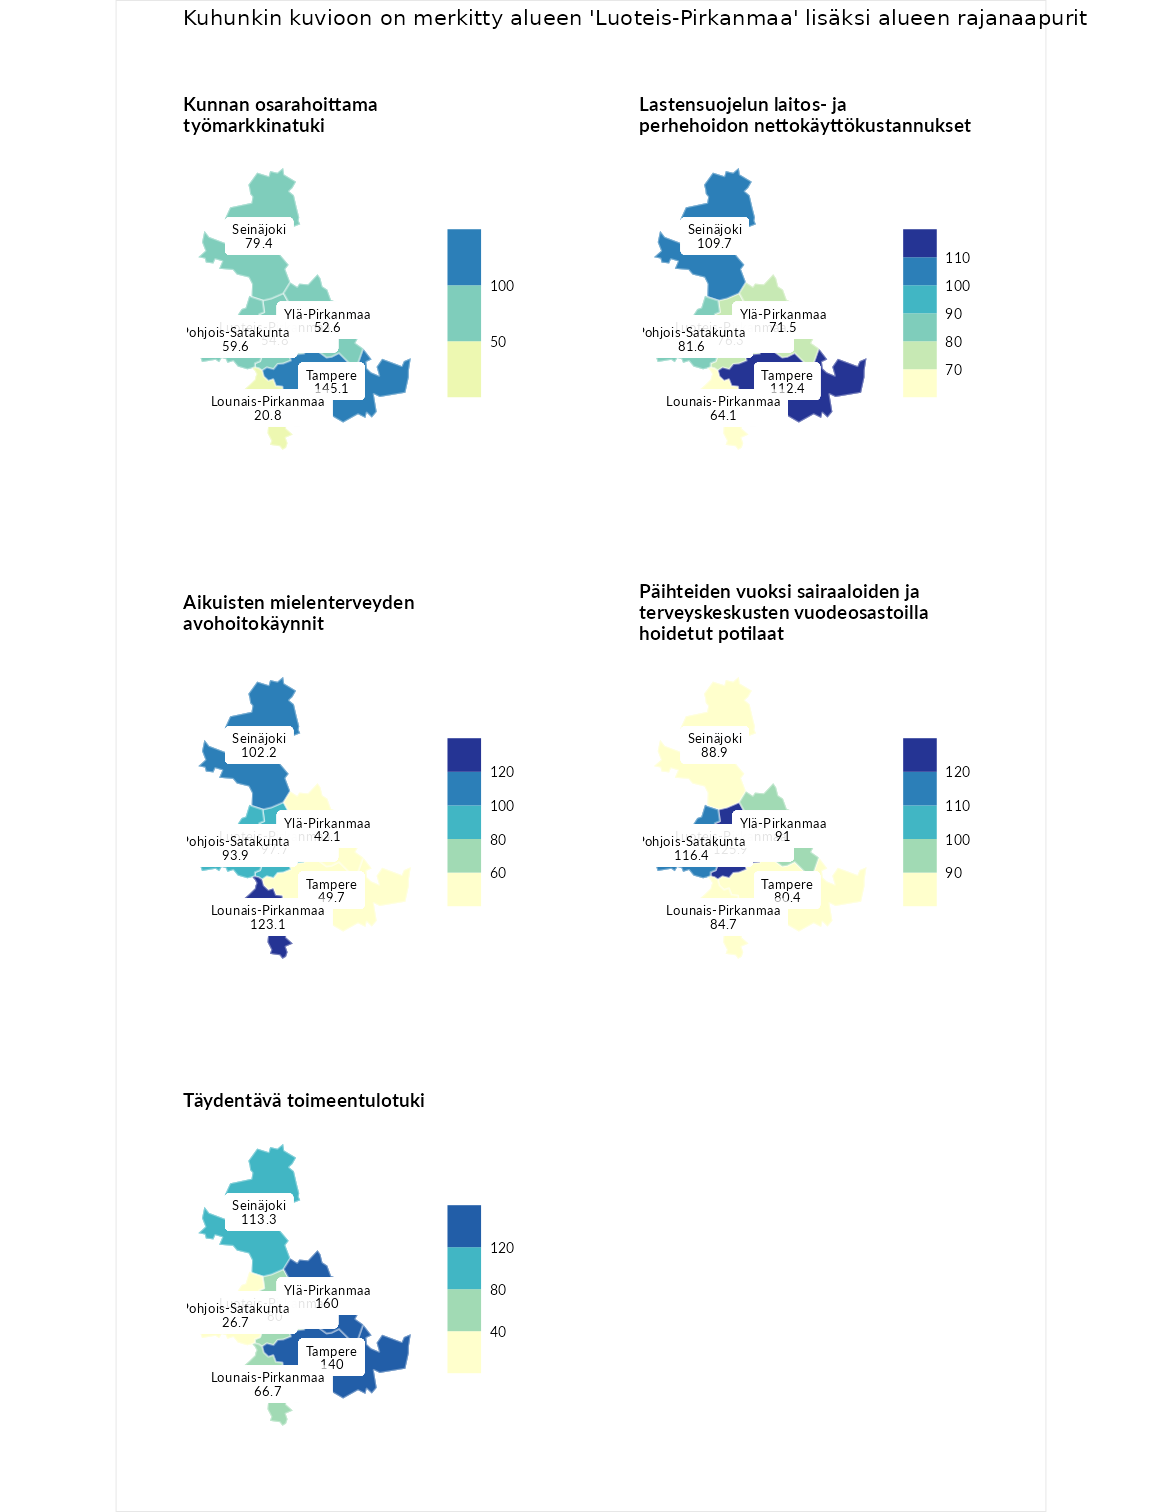 Kuhunkin kuvioon on merkitty alueen 'Luoteis-Pirkanmaa' lisäksi alueen rajanaapurit
Kunnan osarahoittama
työmarkkinatuki
Seinäjoki
79.4
Ylä-Pirkanmaa
52.6
Pohjois-Satakunta
59.6
Tampere
145.1
Lounais-Pirkanmaa
20.8
100
50
Lastensuojelun laitos- ja
perhehoidon nettokäyttökustannukset
Seinäjoki
109.7
Ylä-Pirkanmaa
71.5
Pohjois-Satakunta
81.6
Tampere
112.4
Lounais-Pirkanmaa
64.1
110
100
90
80
70
Aikuisten mielenterveyden
avohoitokäynnit
Seinäjoki
102.2
Ylä-Pirkanmaa
42.1
Pohjois-Satakunta
93.9
Tampere
49.7
Lounais-Pirkanmaa
123.1
120
100
80
60
Päihteiden vuoksi sairaaloiden ja
terveyskeskusten vuodeosastoilla
hoidetut potilaat
Seinäjoki
88.9
Ylä-Pirkanmaa
91
Pohjois-Satakunta
116.4
Tampere
80.4
Lounais-Pirkanmaa
84.7
120
110
100
90
Täydentävä toimeentulotuki
Seinäjoki
113.3
Ylä-Pirkanmaa
160
Pohjois-Satakunta
26.7
Tampere
140
Lounais-Pirkanmaa
66.7
120
80
40